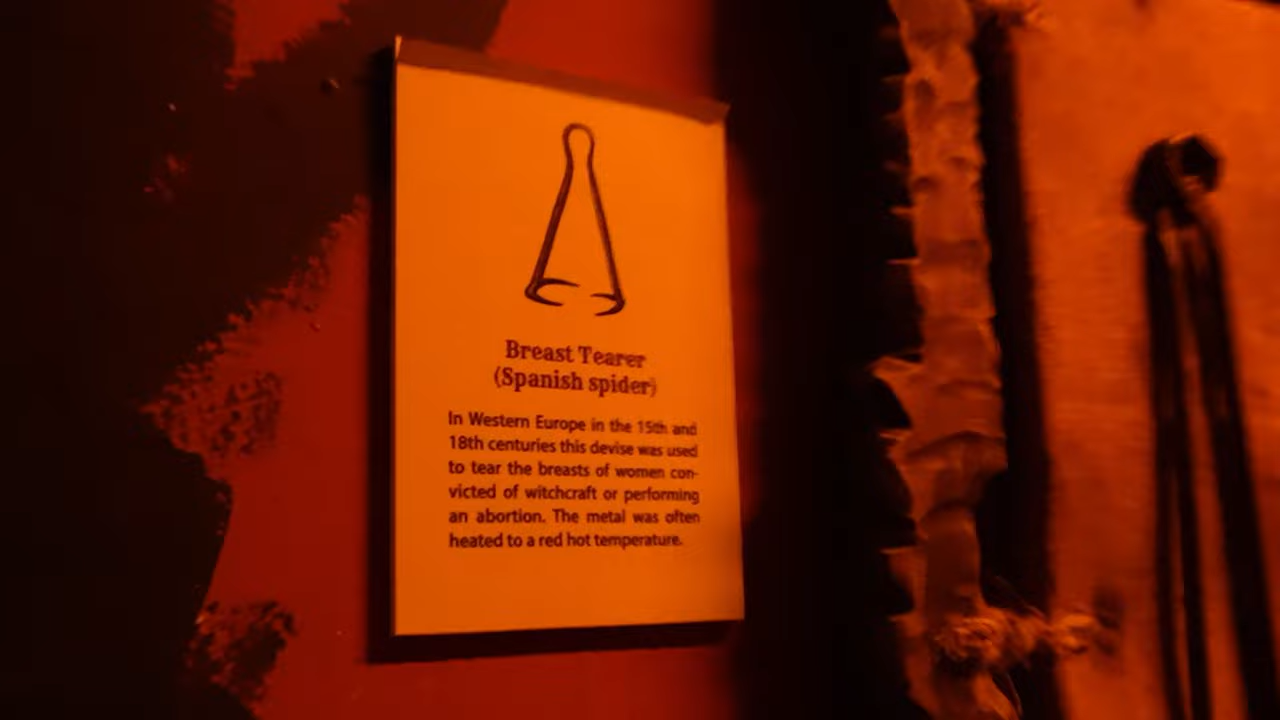 Breast Tearer
(Spanish spider)
In Western Europe in the 15th and
18th centuries this devise was used
to tear the breasts of women con-
victed of witchcraft or performing
an abortion. The metal was often
heated to a red hot temperature.